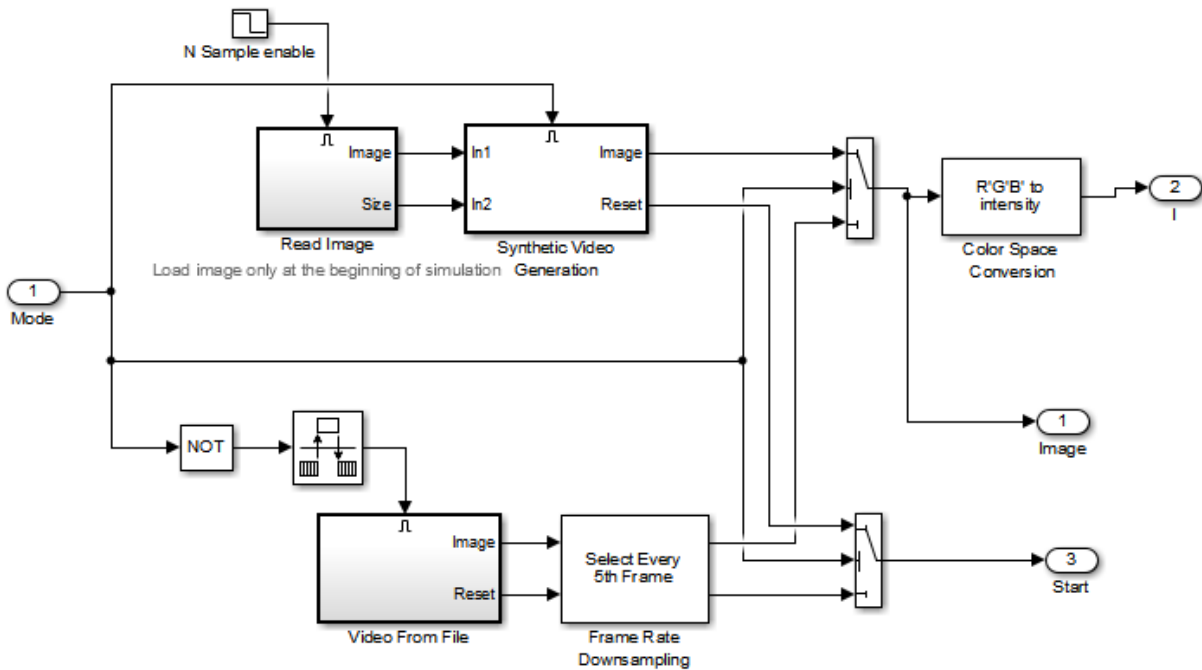 N Sample enable
Image
Size
Read Image
Load image only at the beginning of simulation
In1
In2
Image
Reset
Synthetic Video
Generation
R'G'B' to
intensity
Color Space
Conversion
2
I
1
Mode
1
Image
NOT
Image
Reset
Video From File
Select Every
5th Frame
Frame Rate
Downsampling
3
Start